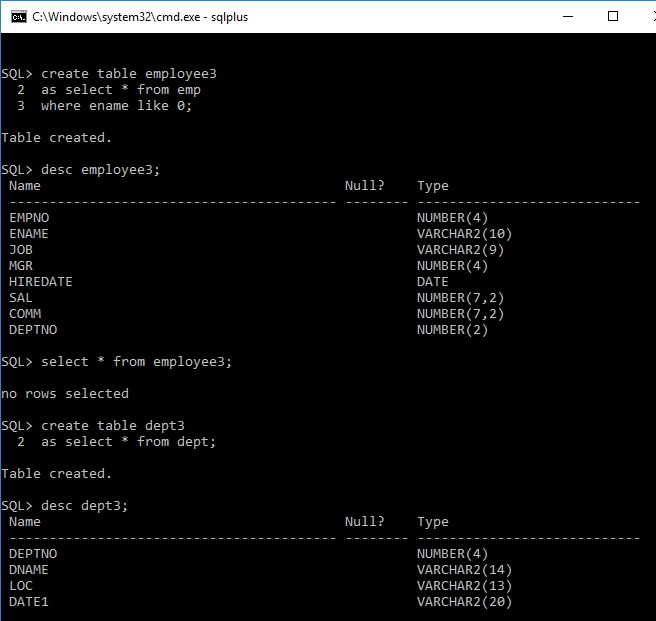 C:\Windows\system32\cmd.exe - sqlplus
SQL> create table employee3
  2  as select * from emp
  3  where ename like 0;
Table created.
SQL> desc employee3;
 Name                                      Null?    Type
 ----------------------------------------- -------- ----------------------------
 EMPNO                                              NUMBER(4)
 ENAME                                              VARCHAR2(10)
 JOB                                                VARCHAR2(9)
 MGR                                                NUMBER(4)
 HIREDATE                                           DATE
 SAL                                                NUMBER(7,2)
 COMM                                               NUMBER(7,2)
 DEPTNO                                             NUMBER(2)
SQL> select * from employee3;
no rows selected
SQL> create table dept3
  2  as select * from dept;
Table created.
SQL> desc dept3;
 Name                                      Null?    Type
 ----------------------------------------- -------- ----------------------------
 DEPTNO                                             NUMBER(4)
 DNAME                                              VARCHAR2(14)
 LOC                                                VARCHAR2(13)
 DATE1                                              VARCHAR2(20)